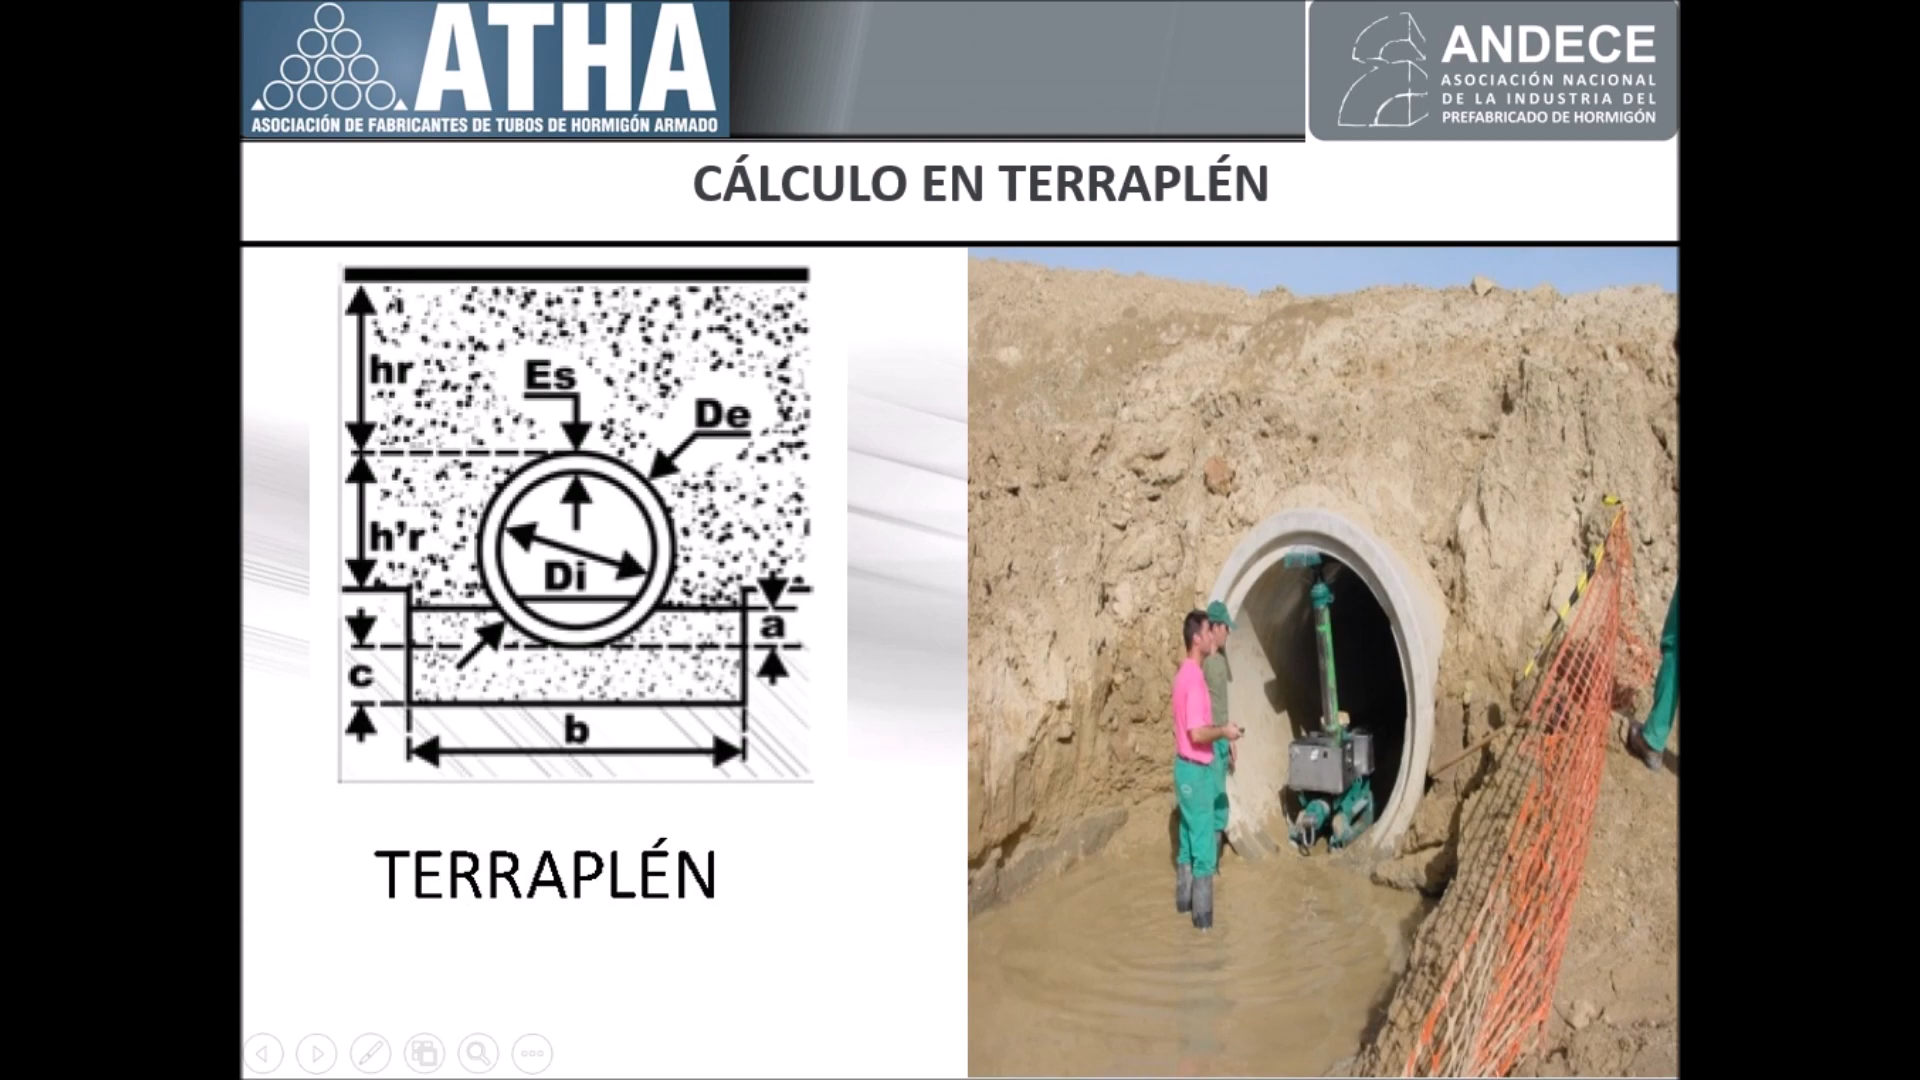 ATHA
ASOCIACIÓN DE FABRICANTES DE TUBOS DE HORMIGÓN ARMADO
ANDECE
ASOCIACIÓN NACIONAL
DE LA INDUSTRIA DEL
PREFABRICADO DE HORMIGÓN
CÁLCULO EN TERRAPLÉN
hr
Es
De
h'r
Di
a
c
b
TERRAPLÉN